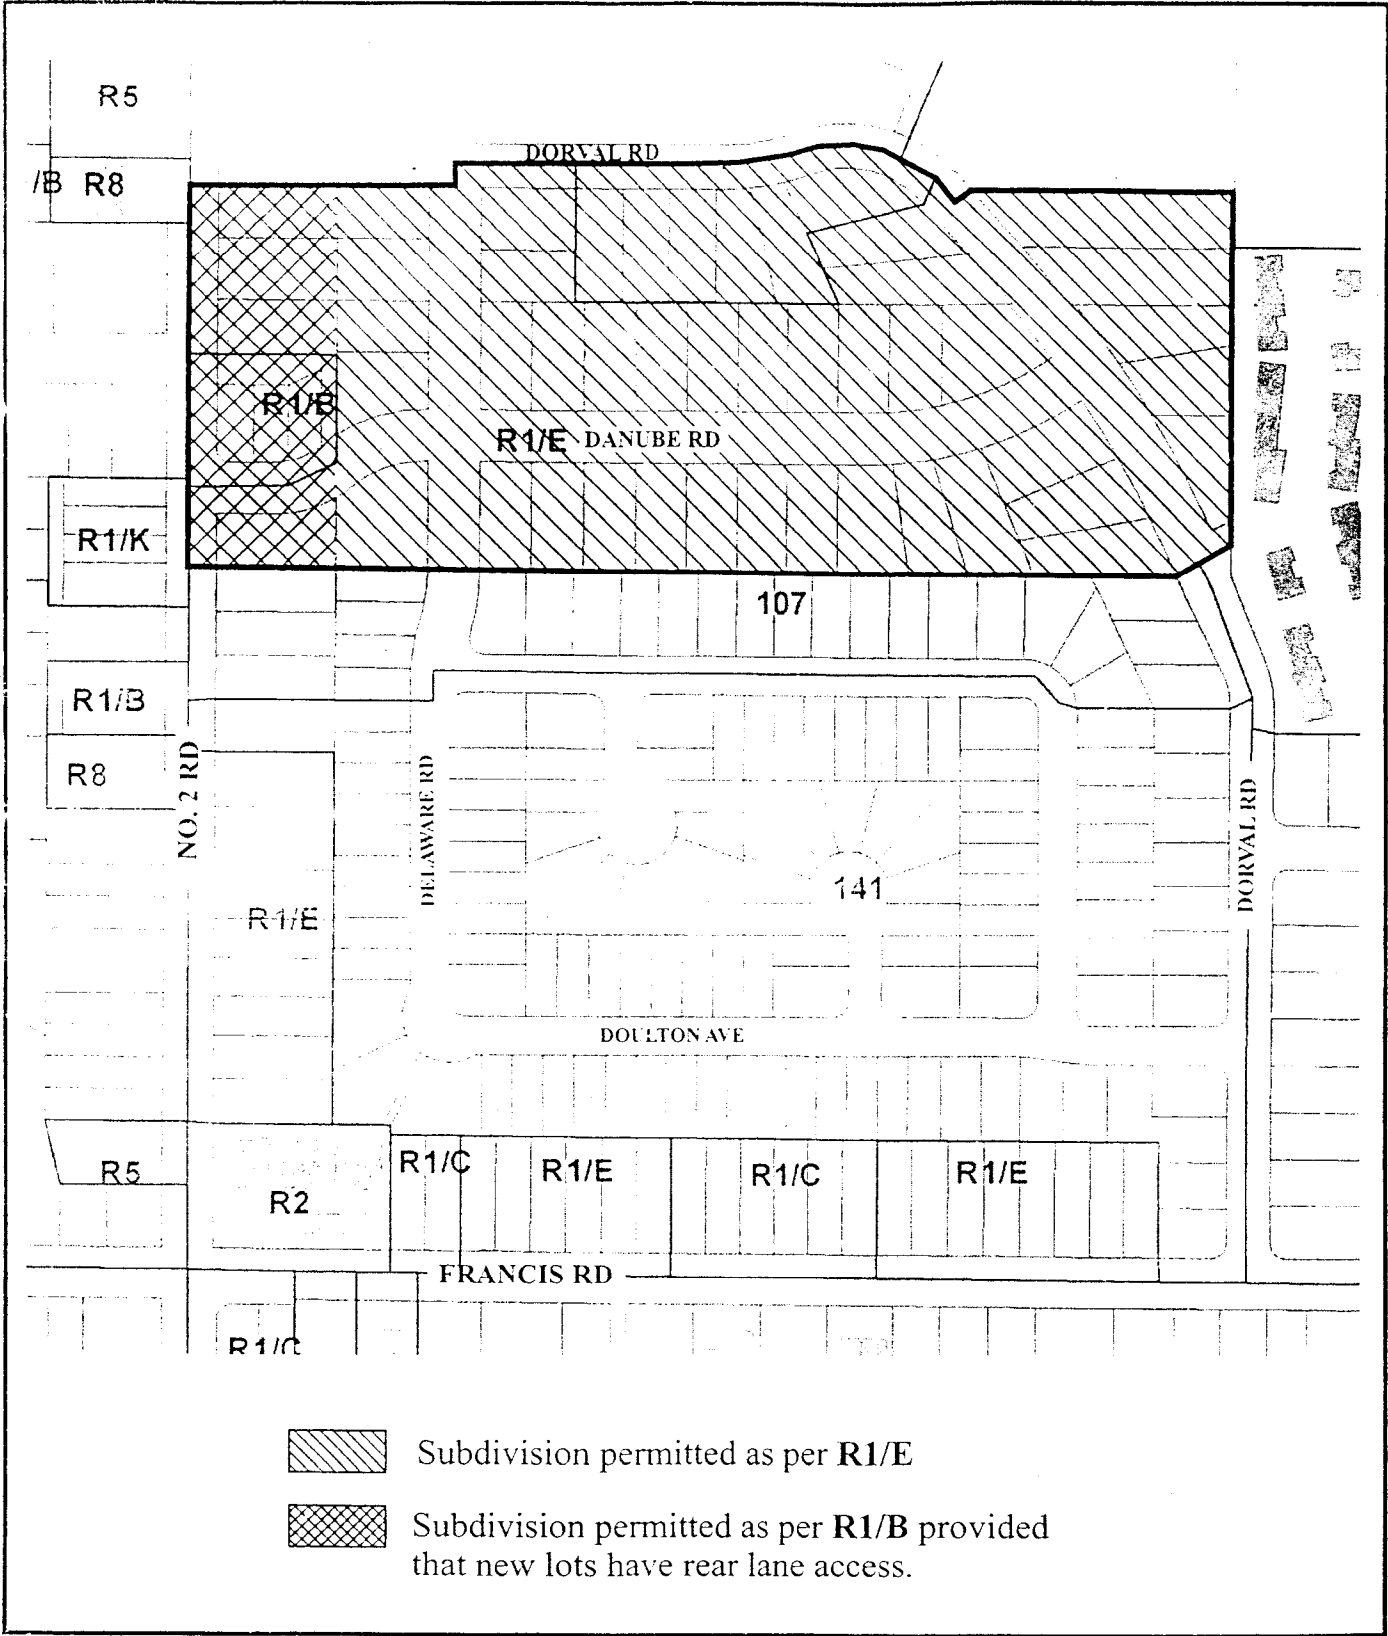 R5
DORVAL RD
/B R8
R1/B
R1/E DANUBE RD
R1/K
107
R1/B
R8
NO. 2 RD
DELAWARE RD
DORVAL RD
141
R1/E
DOULTON AVE
R5
R2
R1/C
R1/E
R1/C
R1/E
FRANCIS RD
Subdivision permitted as per R1/E
Subdivision permitted as per R1/B provided
that new lots have rear lane access.